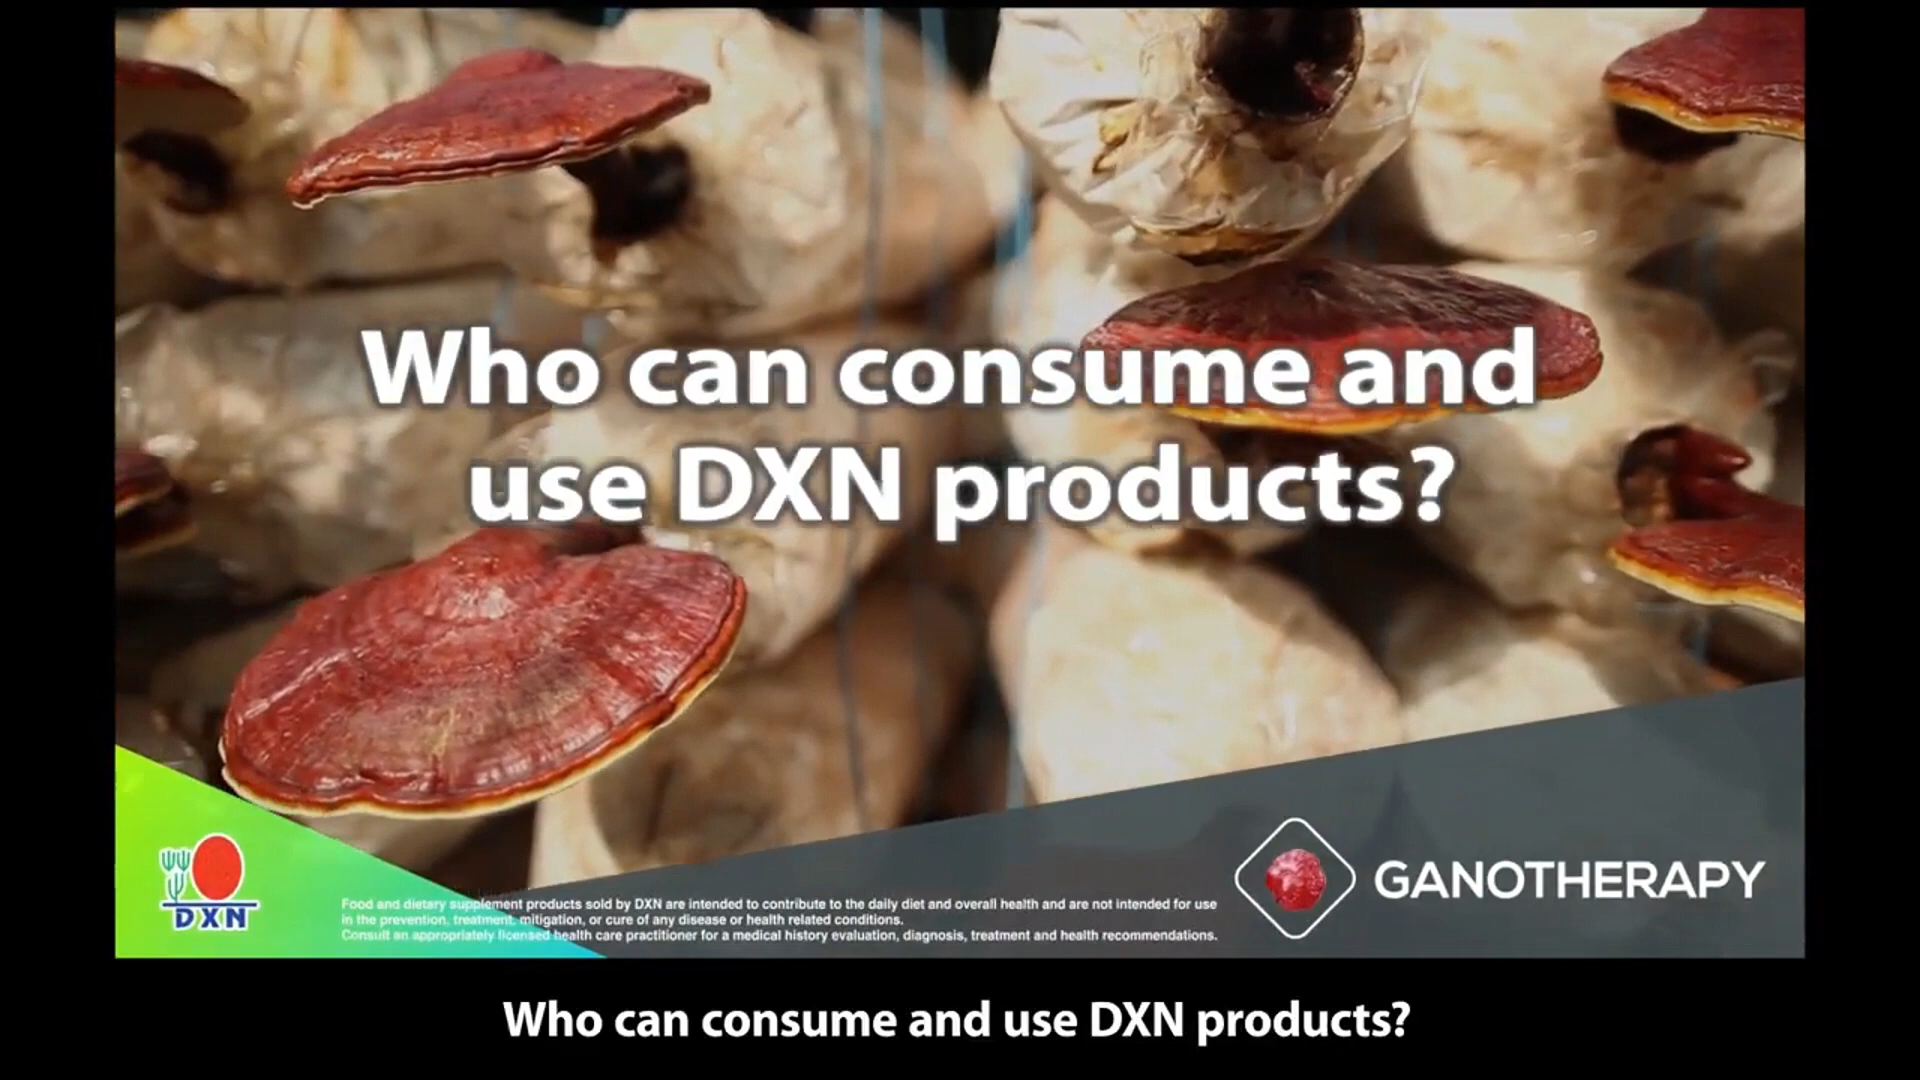 Who can consume and
use DXN products?
DXN
Food and dietary supplement products sold by DXN are intended to contribute to the daily diet and overall health and are not intended for use
in the prevention, treatment, mitigation, or cure of any disease or health related conditions.
Consult an appropriately licensed health care practitioner for a medical history evaluation, diagnosis, treatment and health recommendations.
GANOTHERAPY
Who can consume and use DXN products?